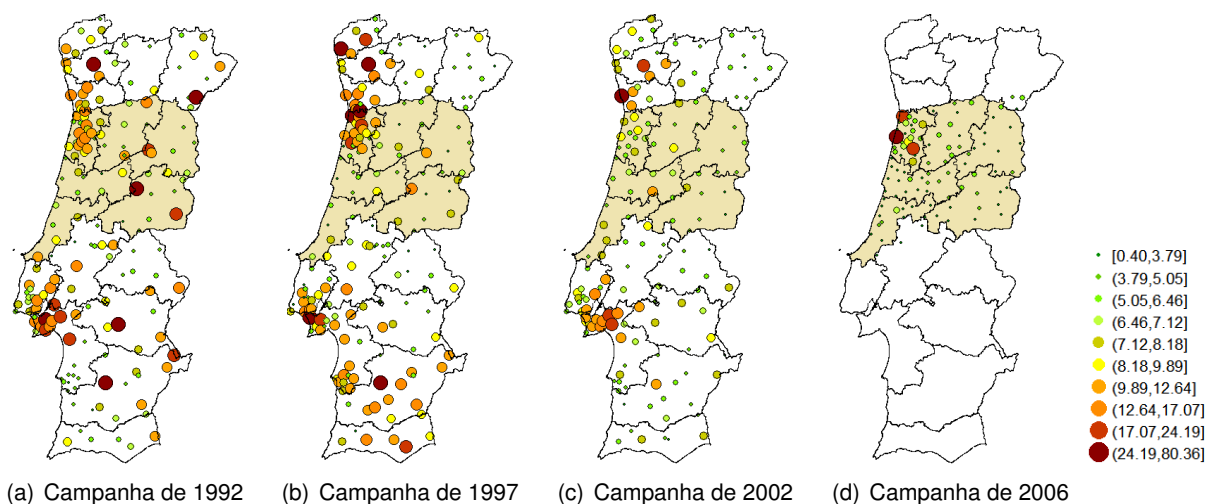 [0.40,3.79]
(3.79,5.05]
(5.05,6.46]
(6.46,7.12]
(7.12,8.18]
(8.18,9.89]
(9.89,12.64]
(12.64,17.07]
(17.07,24.19]
(24.19,80.36]
(a) Campanha de 1992
(b) Campanha de 1997
(c) Campanha de 2002
(d) Campanha de 2006